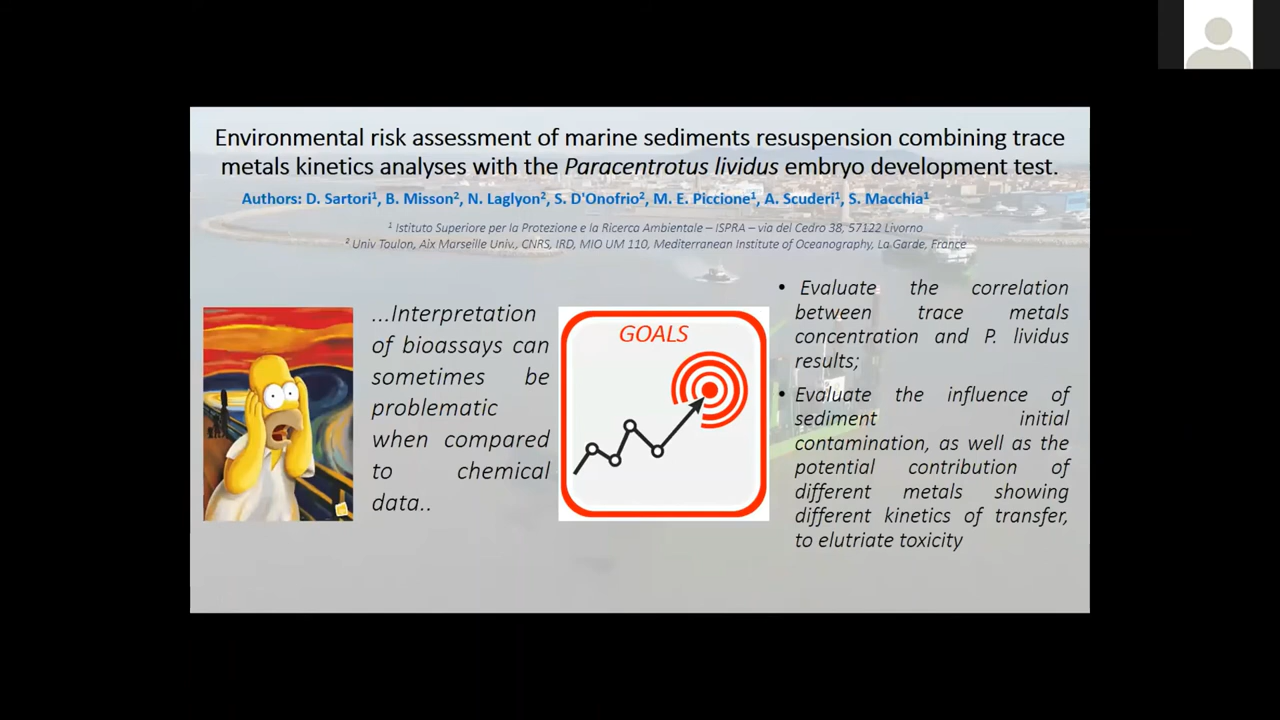 Environmental risk assessment of marine sediments resuspension combining trace
metals kinetics analyses with the Paracentrotus lividus embryo development test.
Authors: D. Sartori¹, B. Misson², N. Laglyon², S. D'Onofrio², M. E. Piccione¹, A. Scuderi¹, S. Macchia¹
¹ Istituto Superiore per la Protezione e la Ricerca Ambientale – ISPRA – via del Cedro 38, 57122 Livorno
² Univ Toulon, Aix Marseille Univ., CNRS, IRD, MIO UM 110, Mediterranean Institute of Oceanography, La Garde, France
...Interpretation
of bioassays can
sometimes be
problematic
when compared
to chemical
data..
GOALS
• Evaluate the correlation
between trace metals
concentration and P. lividus
results;
• Evaluate the influence of
sediment initial
contamination, as well as the
potential contribution of
different metals showing
different kinetics of transfer,
to elutriate toxicity